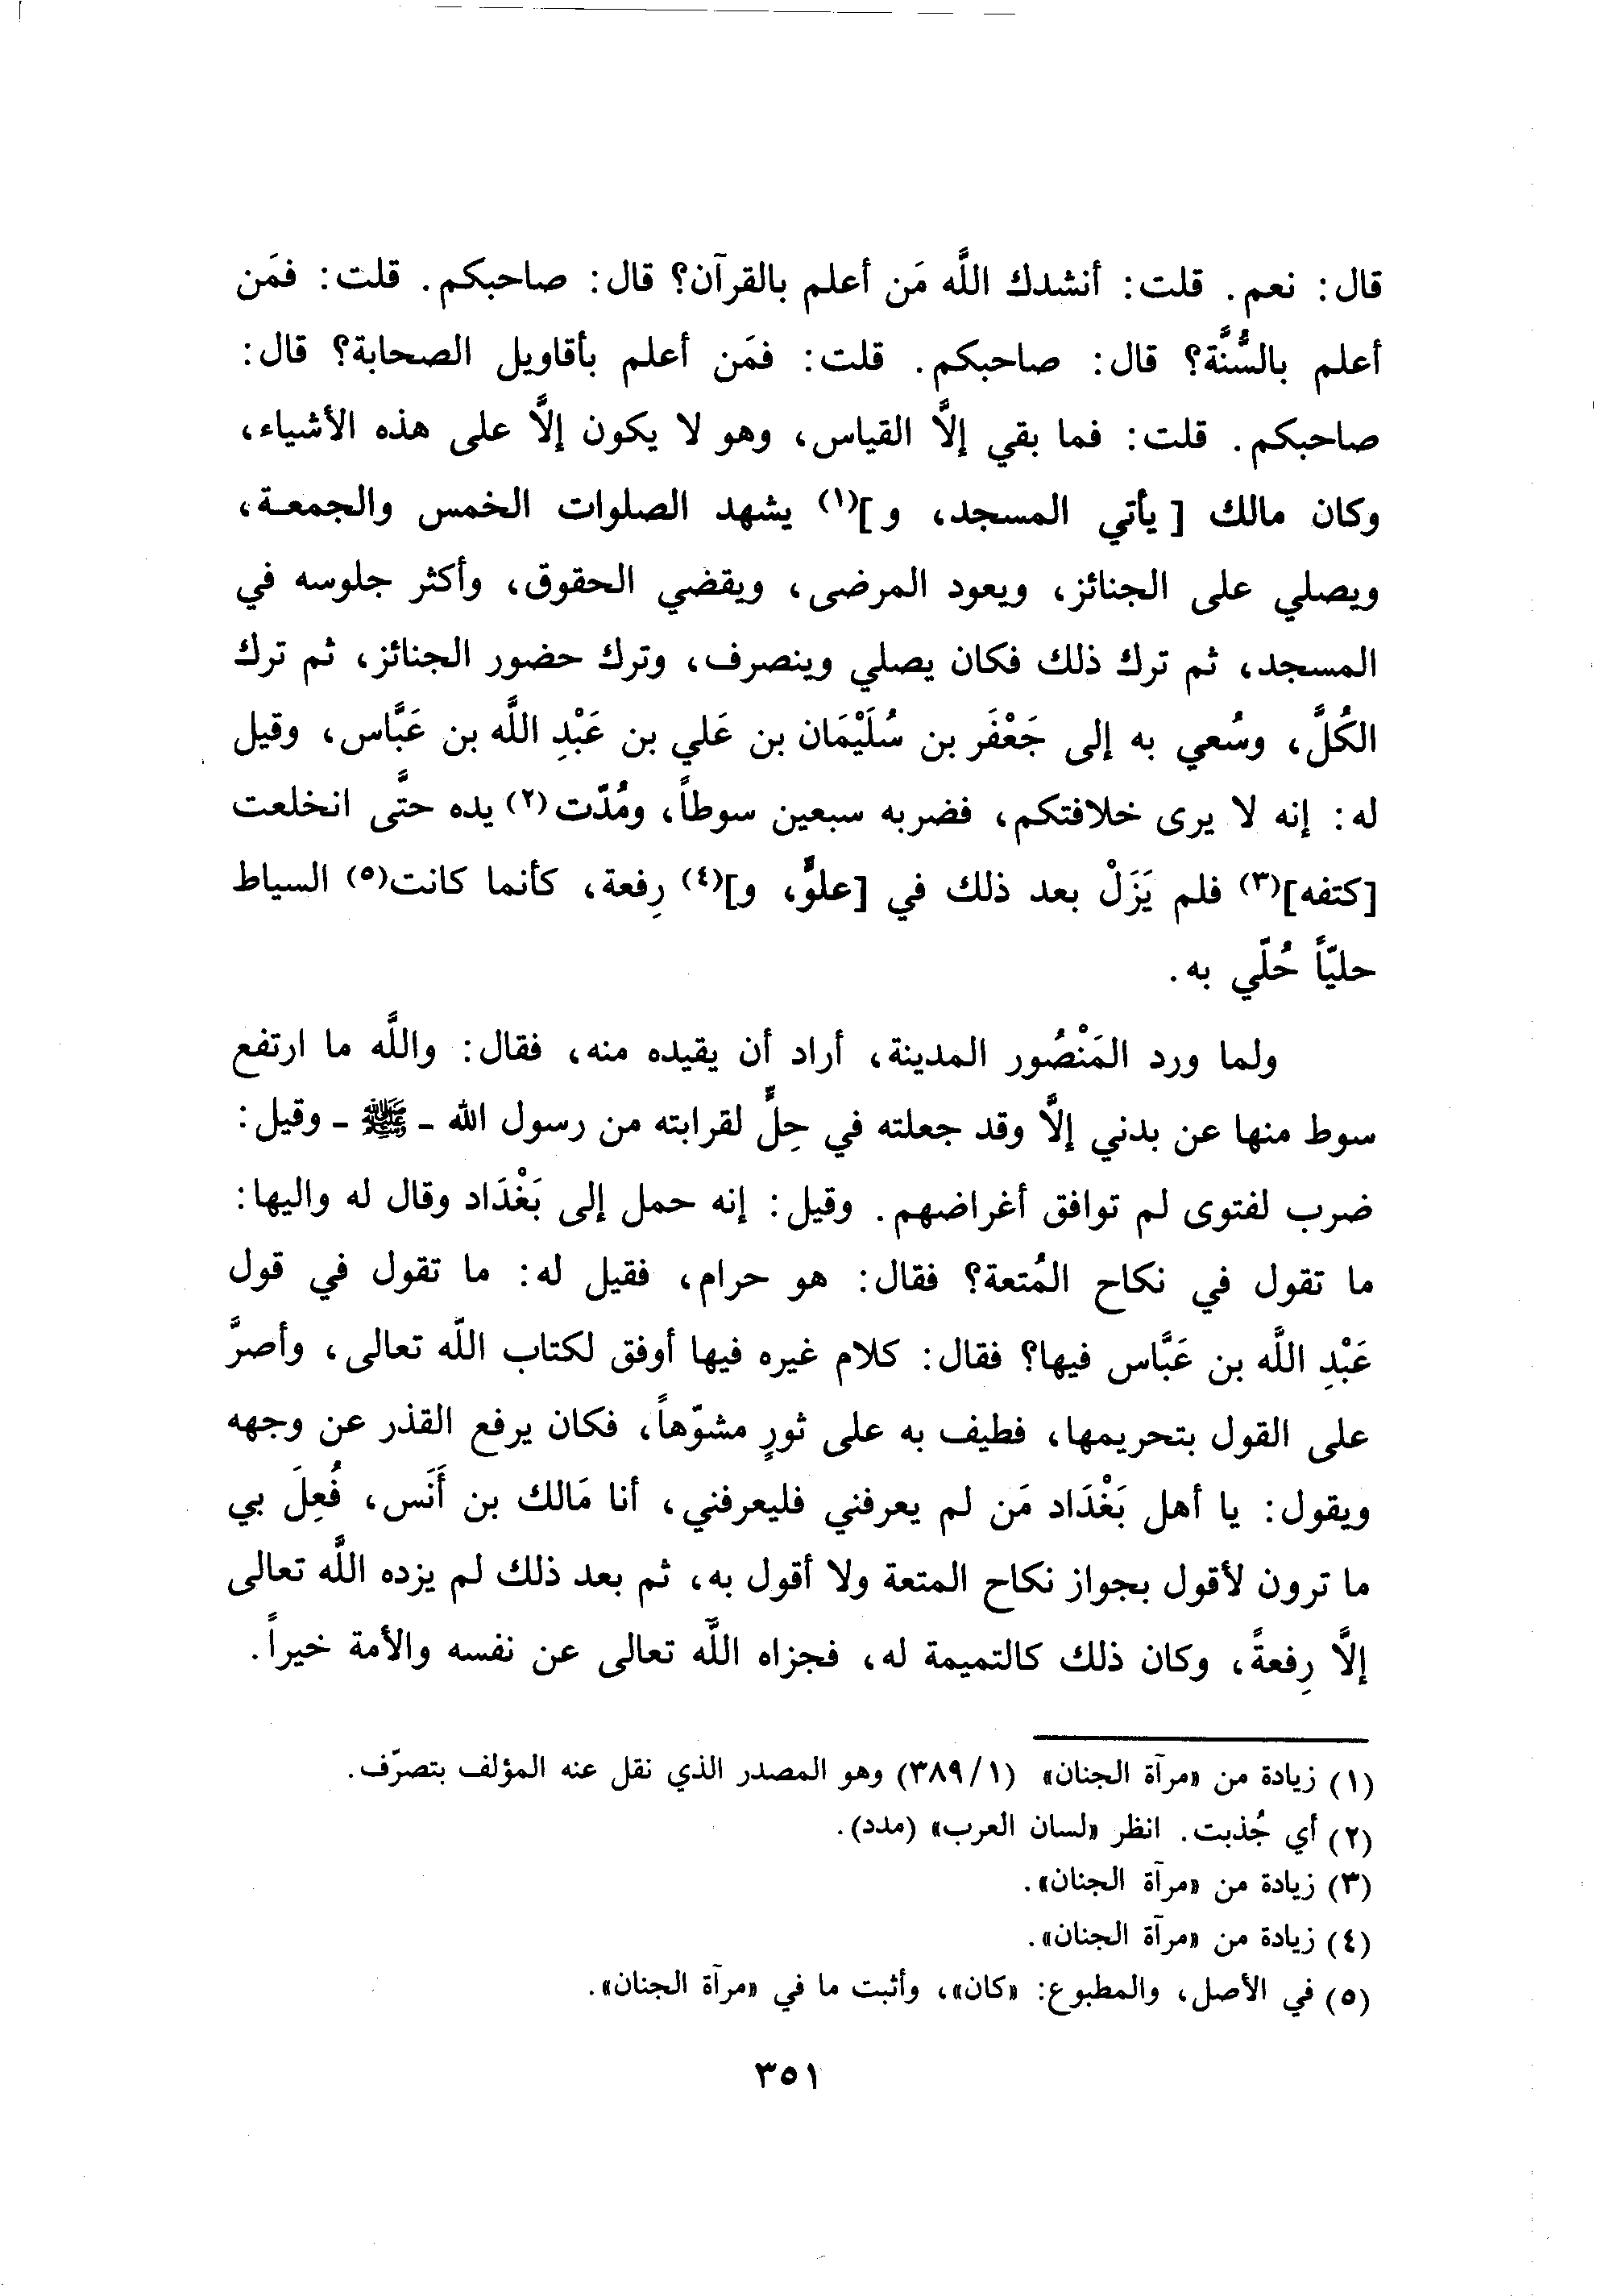 قال: نعم. قلت: أنشدك اللَّه مَن أعلم بالقرآن؟ قال: صاحبكم. قلت: فمَن
أعلم بالسُّنَّة؟ قال: صاحبكم. قلت: فمَن أعلم بأقاويل الصحابة؟ قال:
صاحبكم. قلت: فما بقي إلَّا القياس، وهو لا يكون إلَّا على هذه الأشياء،
وكان مالك [يأتي المسجد، و](١) يشهد الصلوات الخمس والجمعة،
ويصلي على الجنائز، ويعود المرضى، ويقضي الحقوق، وأكثر جلوسه في
المسجد، ثم ترك ذلك فكان يصلي وينصرف، وترك حضور الجنائز، ثم ترك
الكُلَّ، وسُعي به إلى جَعْفَر بن سُلَيْمَان بن عَلي بن عَبْدِ اللَّه بن عَبَّاس، وقيل
له: إنه لا يرى خلافتكم، فضربه سبعين سوطاً، ومُدّت(٢) يده حتَّى انخلعت
[كتفه](٣) فلم يَزَلْ بعد ذلك في [علوٍّ، و](٤) رِفعة، كأنما كانت(٥) السياط
حليّاً حُلّي به.
ولما ورد المَنْصُور المدينة، أراد أن يقيده منه، فقال: واللَّه ما ارتفع
سوط منها عن بدني إلَّا وقد جعلته في حِلٍّ لقرابته من رسول الله - ﷺ - وقيل:
ضرب لفتوى لم توافق أغراضهم. وقيل: إنه حمل إلى بَغْدَاد وقال له واليها:
ما تقول في نكاح المُتعة؟ فقال: هو حرام، فقيل له: ما تقول في قول
عَبْدِ اللَّه بن عَبَّاس فيها؟ فقال: كلام غيره فيها أوفق لكتاب اللّه تعالى، وأصرَّ
على القول بتحريمها، فطيف به على ثورٍ مشوّهاً، فكان يرفع القذر عن وجهه
ويقول: يا أهل بَغْدَاد مَن لم يعرفني فليعرفني، أنا مَالك بن أَنَس، فُعِلَ بي
ما ترون لأقول بجواز نكاح المتعة ولا أقول به، ثم بعد ذلك لم يزده اللَّه تعالى
إلَّا رِفعةً، وكان ذلك كالتميمة له، فجزاه اللَّه تعالى عن نفسه والأمة خيراً.
(١) زيادة من «مرآة الجنان» (٣٨٩/١) وهو المصدر الذي نقل عنه المؤلف بتصرّف.
(٢) أي جُذبت. انظر «لسان العرب» (مدد).
(٣) زيادة من «مرآة الجنان».
(٤) زيادة من «مرآة الجنان».
(٥) في الأصل، والمطبوع: «كان»، وأثبت ما في «مرآة الجنان».
٣٥١